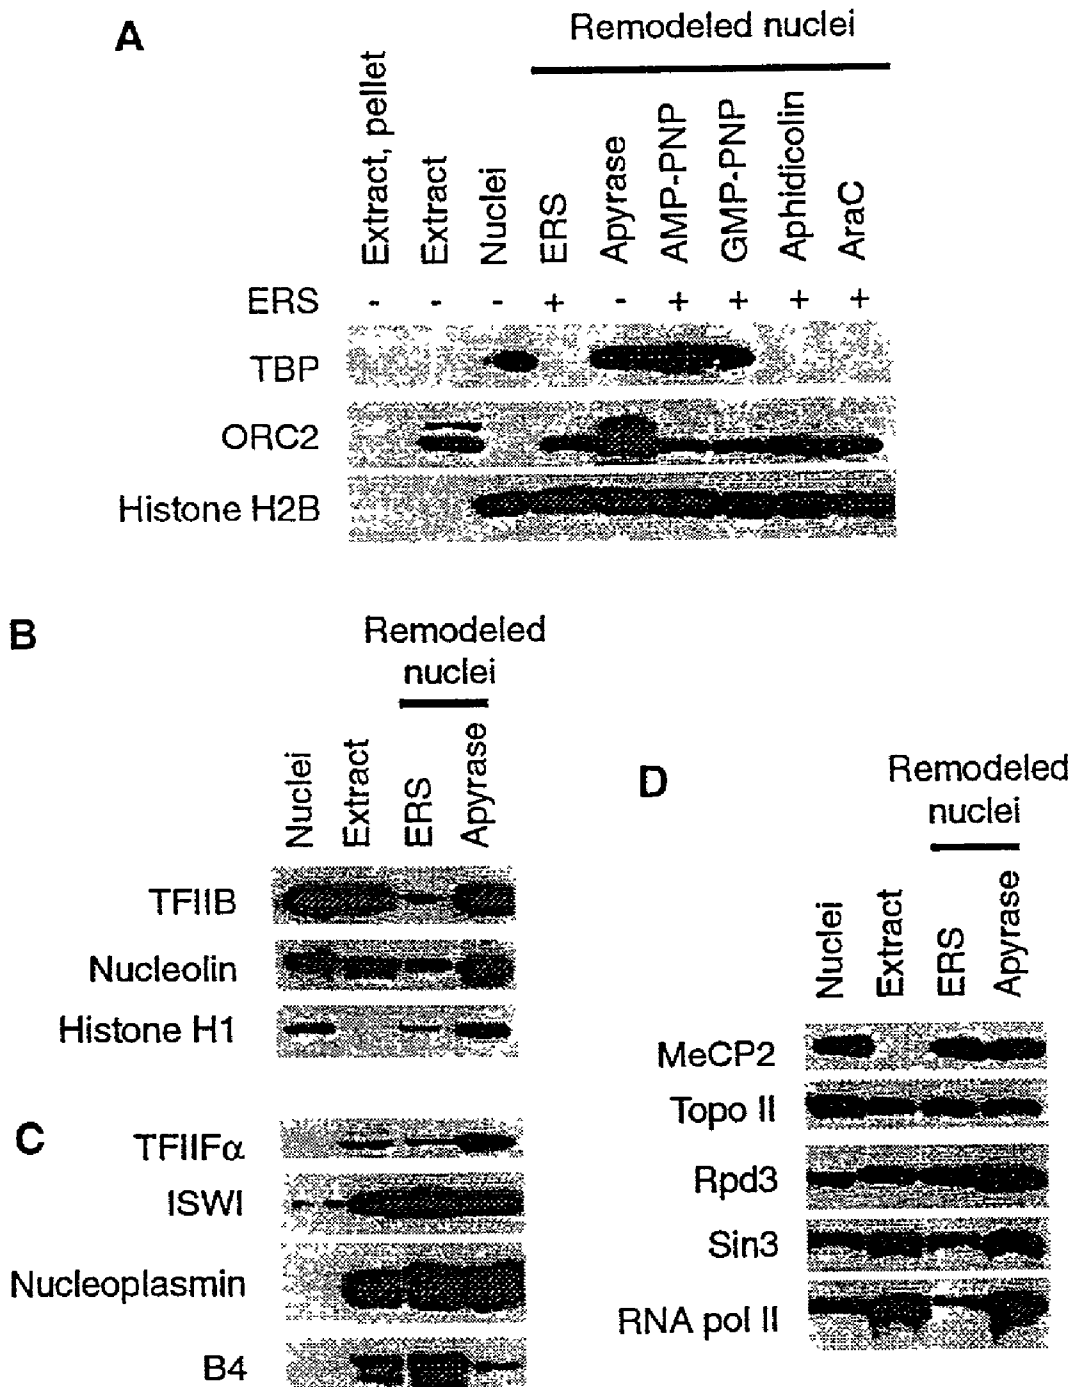 A
Remodeled nuclei
Extract, pellet
Extract
Nuclei
ERS
Apyrase
AMP-PNP
GMP-PNP
Aphidicolin
AraC
ERS - - - + - + + + +
TBP
ORC2
Histone H2B
B
Remodeled
nuclei
Nuclei
Extract
ERS
Apyrase
TFIIB
Nucleolin
Histone H1
C
TFIIFα
ISWI
Nucleoplasmin
B4
D
Remodeled
nuclei
Nuclei
Extract
ERS
Apyrase
MeCP2
Topo II
Rpd3
Sin3
RNA pol II